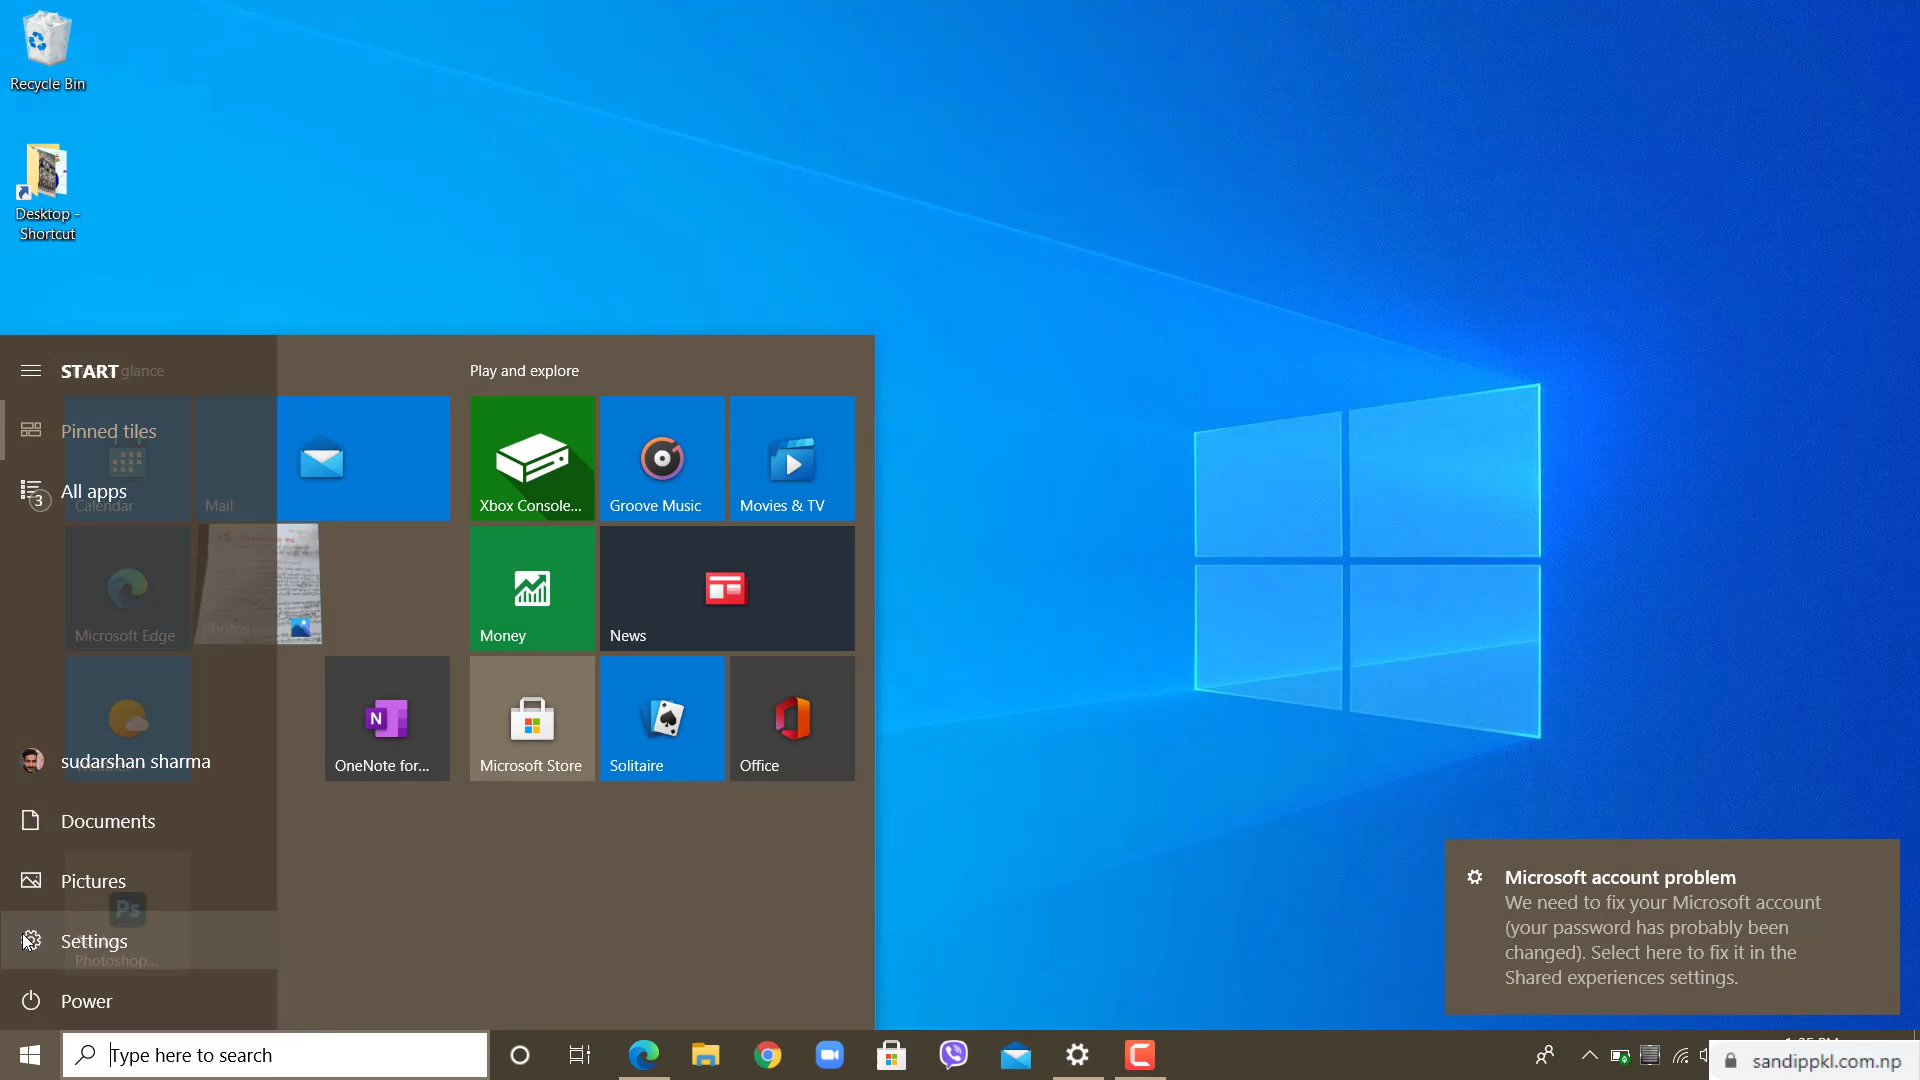 Recycle Bin
Desktop -
Shortcut
START glance
Play and explore
Pinned tiles
All apps
3
Calendar
Mail
Xbox Console...
Groove Music
Movies & TV
Microsoft Edge
Photos
Money
News
sudarshan sharma
OneNote for...
Microsoft Store
Solitaire
Office
Documents
Pictures
Ps
Settings
Photoshop...
Power
Microsoft account problem
We need to fix your Microsoft account
(your password has probably been
changed). Select here to fix it in the
Shared experiences settings.
Type here to search
sandippkl.com.np